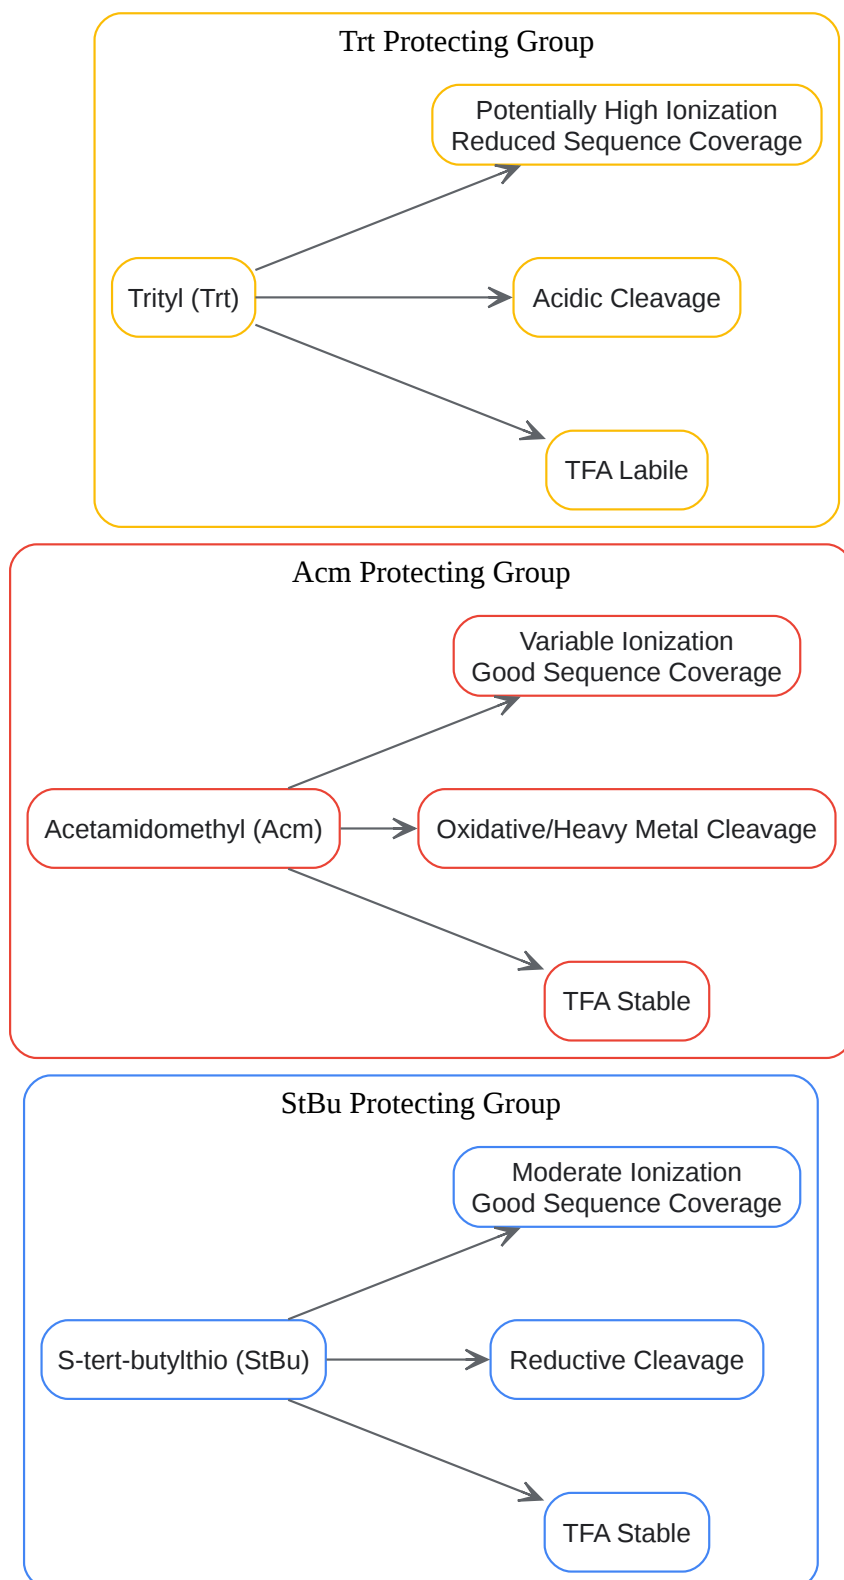 Trt Protecting Group
Potentially High Ionization
Reduced Sequence Coverage
Trityl (Trt)
Acidic Cleavage
TFA Labile
Acm Protecting Group
Variable Ionization
Good Sequence Coverage
Acetamidomethyl (Acm)
Oxidative/Heavy Metal Cleavage
TFA Stable
StBu Protecting Group
Moderate Ionization
Good Sequence Coverage
S-tert-butylthio (StBu)
Reductive Cleavage
TFA Stable